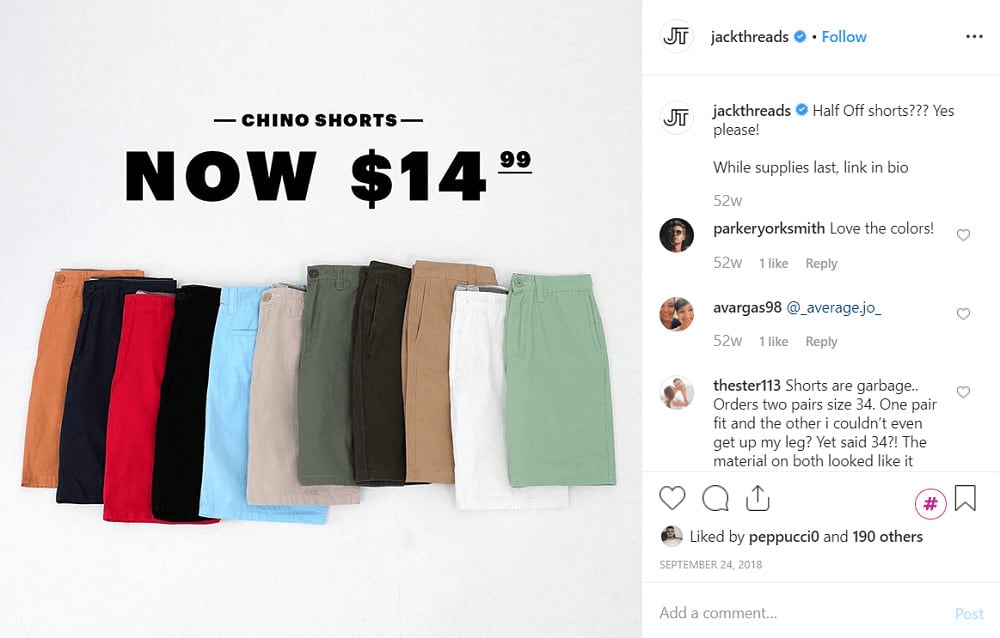 — CHINO SHORTS —
NOW $14 99
JT
jackthreads • Follow
JT
jackthreads Half Off shorts??? Yes
please!
While supplies last, link in bio
52w
parkeryorksmith Love the colors!
52w 1 like Reply
avargas98 @_average.jo_
52w 1 like Reply
thester113 Shorts are garbage..
Orders two pairs size 34. One pair
fit and the other i couldn't even
get up my leg? Yet said 34?! The
material on both looked like it
#
Liked by peppucci0 and 190 others
SEPTEMBER 24, 2018
Add a comment... Post